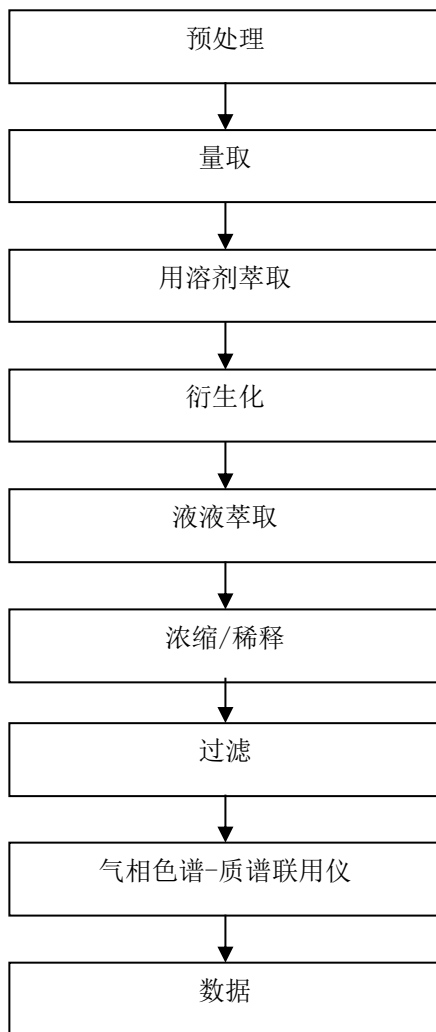 预处理
量取
用溶剂萃取
衍生化
液液萃取
浓缩/稀释
过滤
气相色谱-质谱联用仪
数据